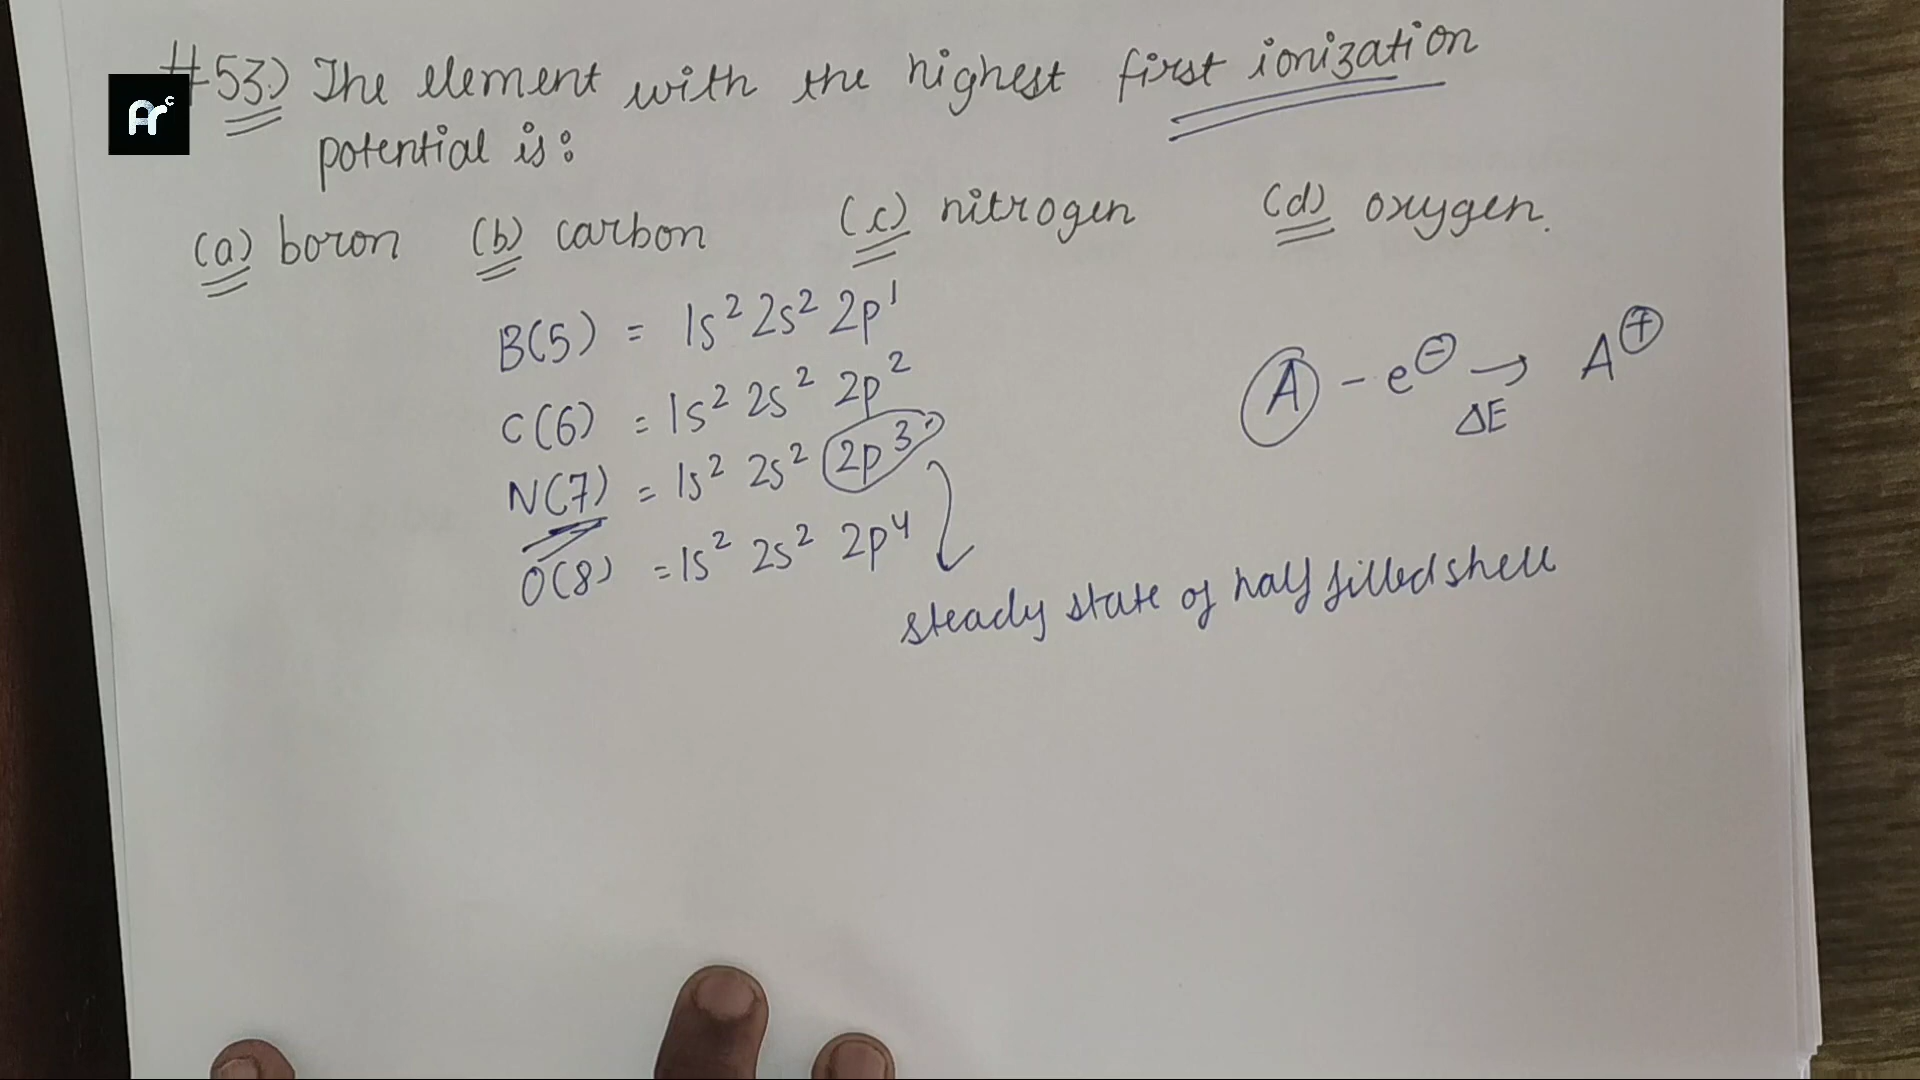 Ar c
#53.) The element with the highest first ionization
potential is:
(a) boron (b) carbon (c) nitrogen (d) oxygen.
B(5) = 1s² 2s² 2p¹
C(6) = 1s² 2s² 2p²
N(7) = 1s² 2s² 2p³
O(8) = 1s² 2s² 2p⁴
A - e⊖ → A⊕
ΔE
steady state of half filled shell